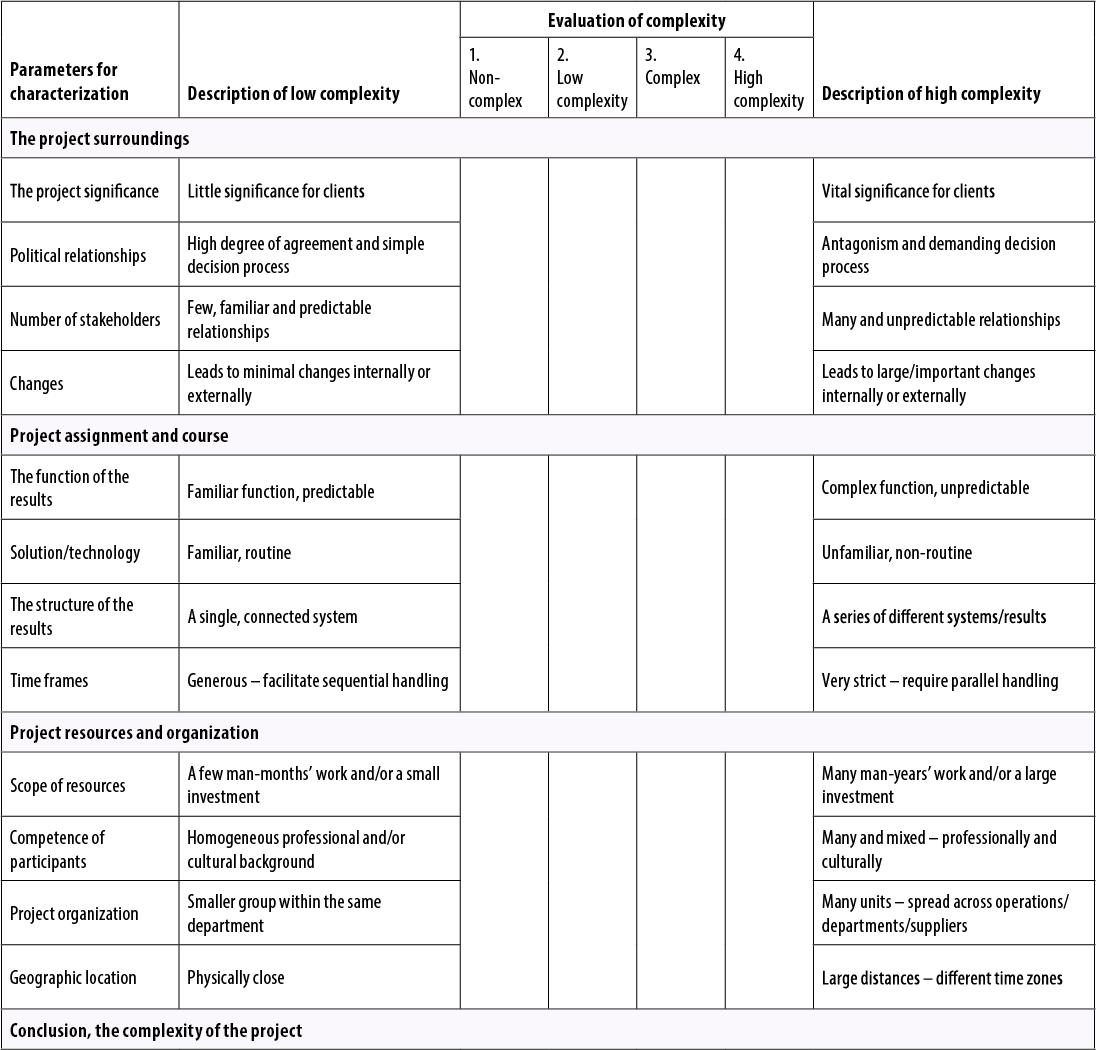 Parameters for
characterization
Description of low complexity
Evaluation of complexity
1.
Non-
complex
2.
Low
complexity
3.
Complex
4.
High
complexity
Description of high complexity
The project surroundings
The project significance
Little significance for clients
Vital significance for clients
Political relationships
High degree of agreement and simple
decision process
Antagonism and demanding decision
process
Number of stakeholders
Few, familiar and predictable
relationships
Many and unpredictable relationships
Changes
Leads to minimal changes internally or
externally
Leads to large/important changes
internally or externally
Project assignment and course
The function of the
results
Familiar function, predictable
Complex function, unpredictable
Solution/technology
Familiar, routine
Unfamiliar, non-routine
The structure of the
results
A single, connected system
A series of different systems/results
Time frames
Generous – facilitate sequential handling
Very strict – require parallel handling
Project resources and organization
Scope of resources
A few man-months’ work and/or a small
investment
Many man-years’ work and/or a large
investment
Competence of
participants
Homogeneous professional and/or
cultural background
Many and mixed – professionally and
culturally
Project organization
Smaller group within the same
department
Many units – spread across operations/
departments/suppliers
Geographic location
Physically close
Large distances – different time zones
Conclusion, the complexity of the project